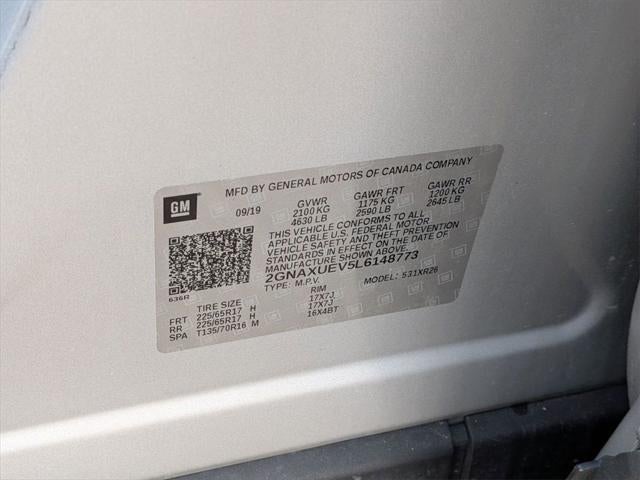 GM
MFD BY GENERAL MOTORS OF CANADA COMPANY
09/19 GVWR GAWR FRT GAWR RR
2100 KG 1175 KG 1200 KG
4630 LB 2590 LB 2645 LB
THIS VEHICLE CONFORMS TO ALL
APPLICABLE U.S. FEDERAL MOTOR
VEHICLE SAFETY AND THEFT PREVENTION
STANDARDS IN EFFECT ON THE DATE OF
MANUFACTURE SHOWN ABOVE.
2GNAXUEV5L6148773
TYPE: M.P.V. MODEL: 531XR26
636R
TIRE SIZE RIM
FRT 225/65R17 H 17X7J
RR 225/65R17 H 17X7J
SPA T135/70R16 M 16X4BT